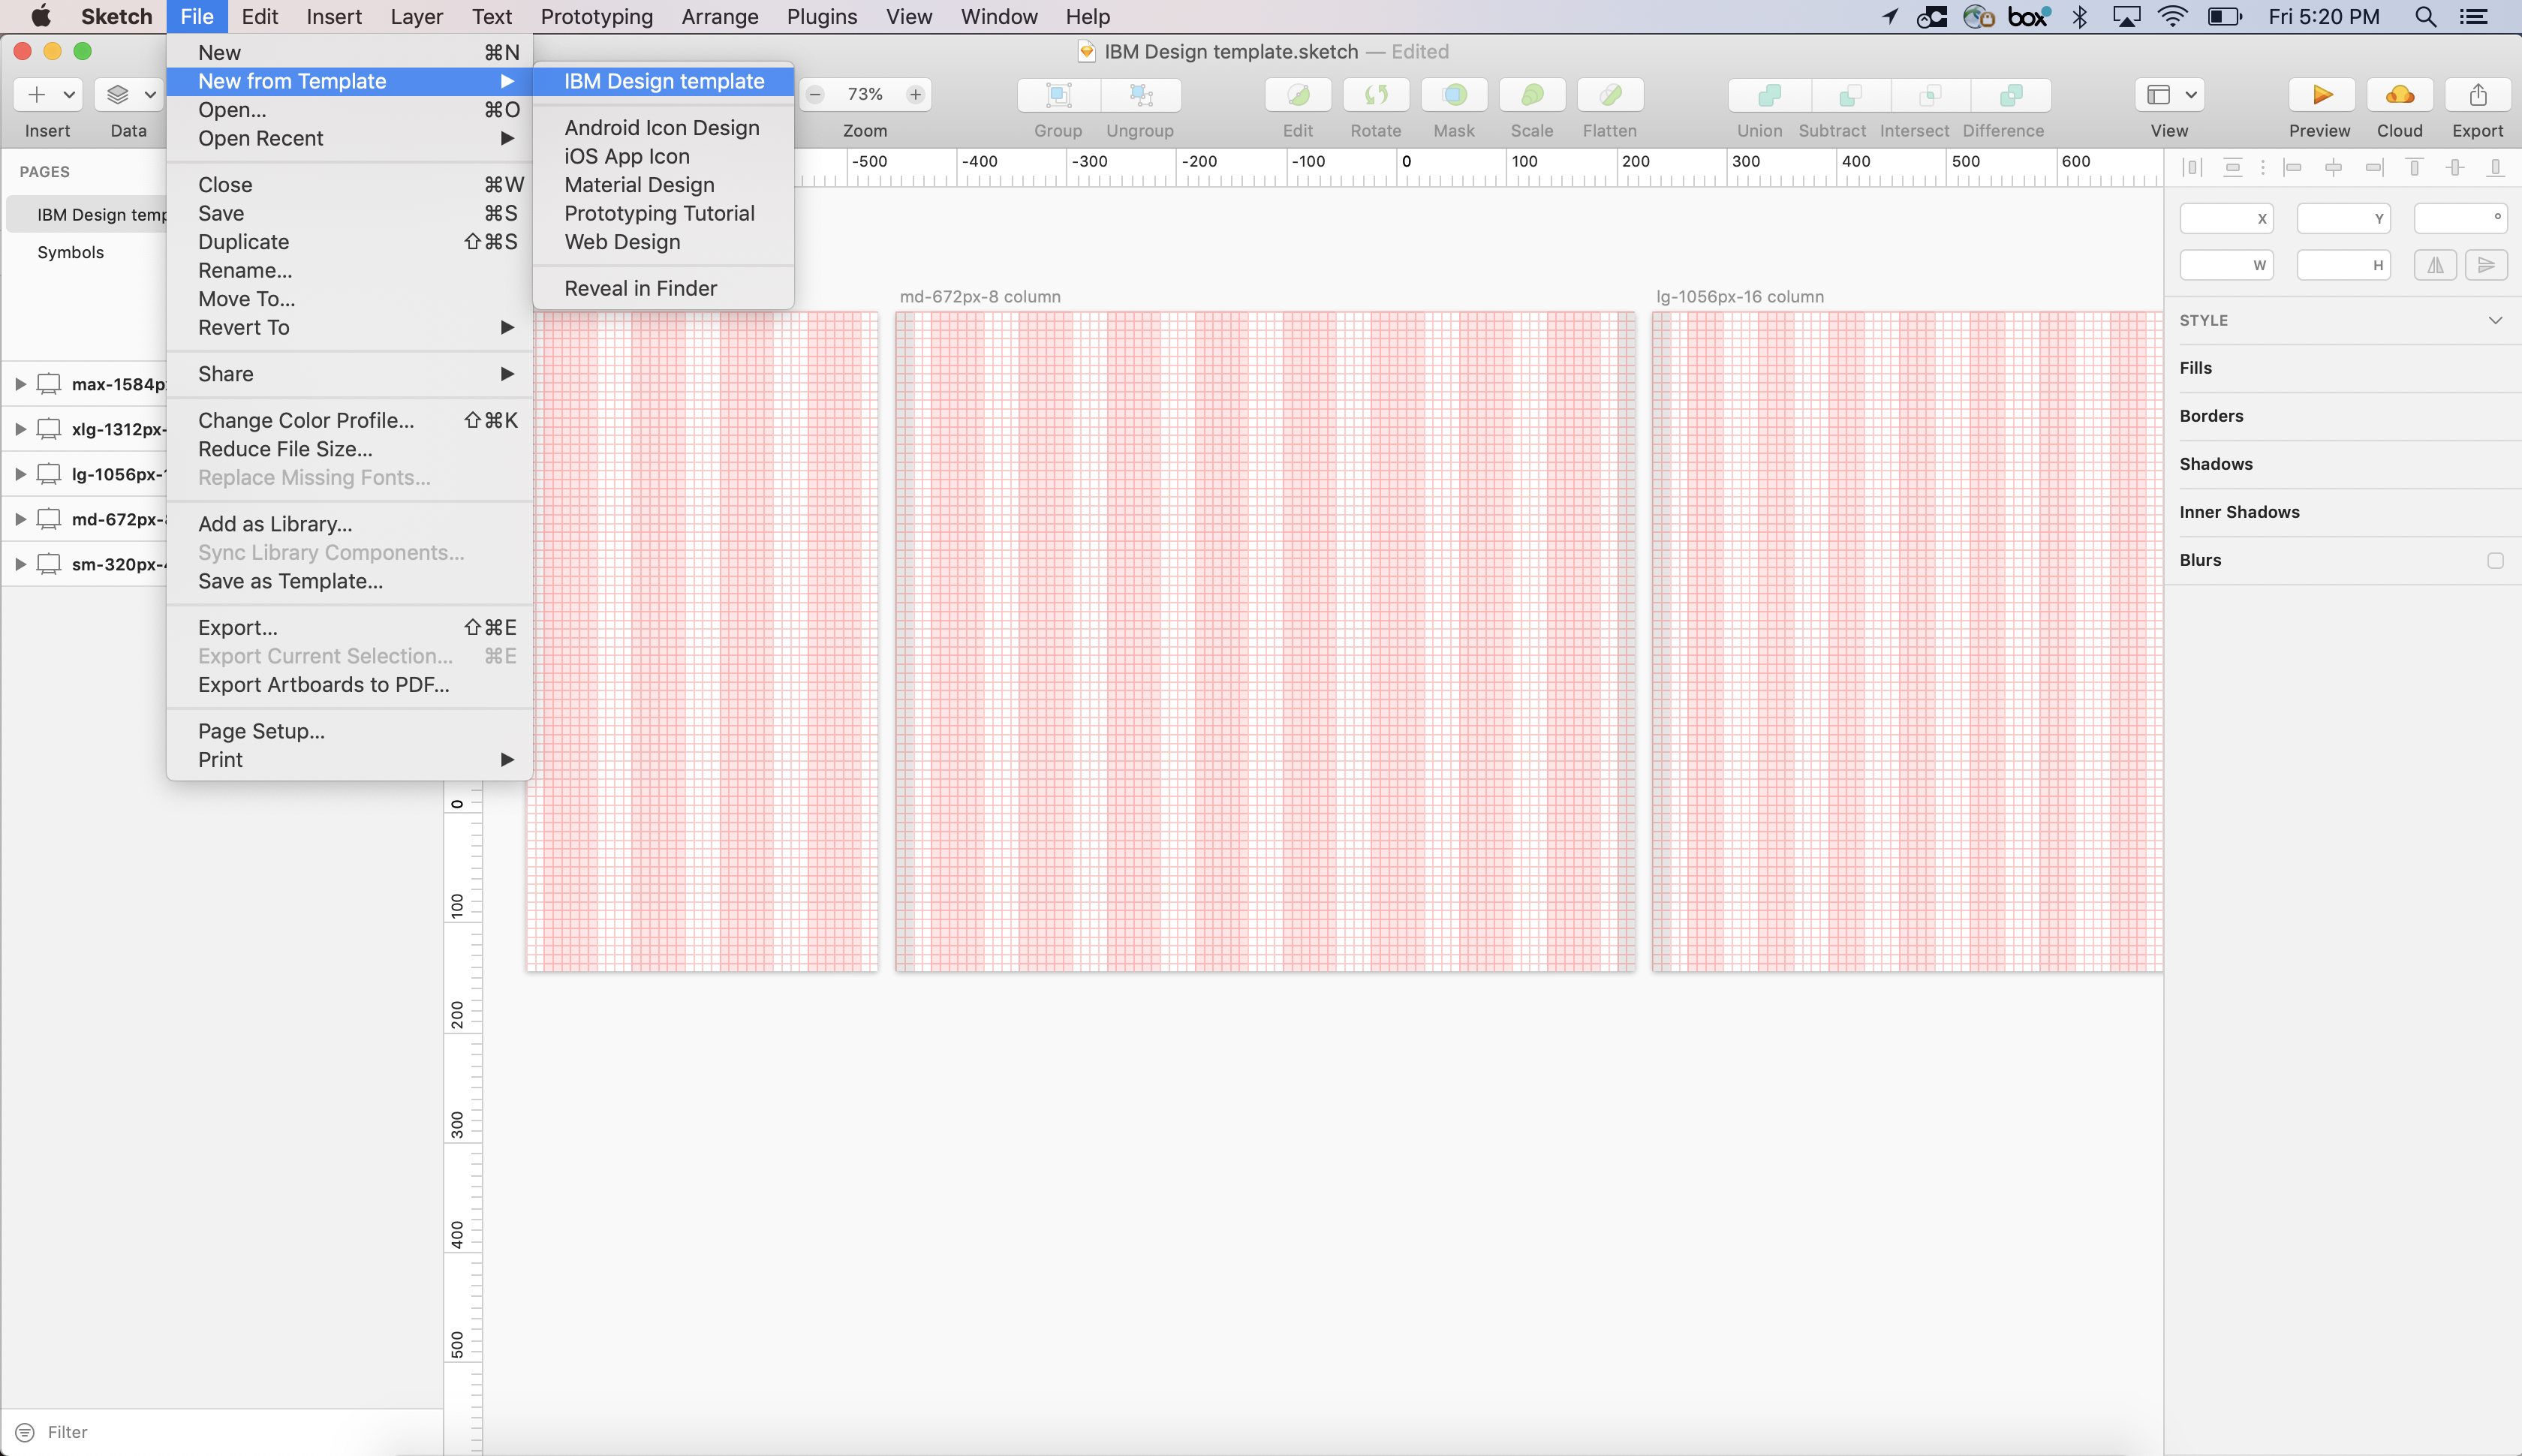 Sketch File Edit Insert Layer Text Prototyping Arrange Plugins View Window Help
box Fri 5:20 PM
IBM Design template.sketch — Edited
Insert
Data
73%
Zoom
Group Ungroup
Edit Rotate Mask Scale Flatten
Union Subtract Intersect Difference
View
Preview Cloud Export
New ⌘N
New from Template ▶
Open... ⌘O
Open Recent ▶
Close ⌘W
Save ⌘S
Duplicate ⇧⌘S
Rename...
Move To...
Revert To ▶
Share ▶
Change Color Profile... ⇧⌘K
Reduce File Size...
Replace Missing Fonts...
Add as Library...
Sync Library Components...
Save as Template...
Export... ⇧⌘E
Export Current Selection... ⌘E
Export Artboards to PDF...
Page Setup...
Print ▶
IBM Design template
Android Icon Design
iOS App Icon
Material Design
Prototyping Tutorial
Web Design
Reveal in Finder
PAGES
IBM Design temp
Symbols
max-1584p
xlg-1312px-
lg-1056px-1
md-672px-8
sm-320px-4
Filter
-500 -400 -300 -200 -100 0 100 200 300 400 500 600
0
100
200
300
400
500
md-672px-8 column
lg-1056px-16 column
X Y °
W H
STYLE
Fills
Borders
Shadows
Inner Shadows
Blurs